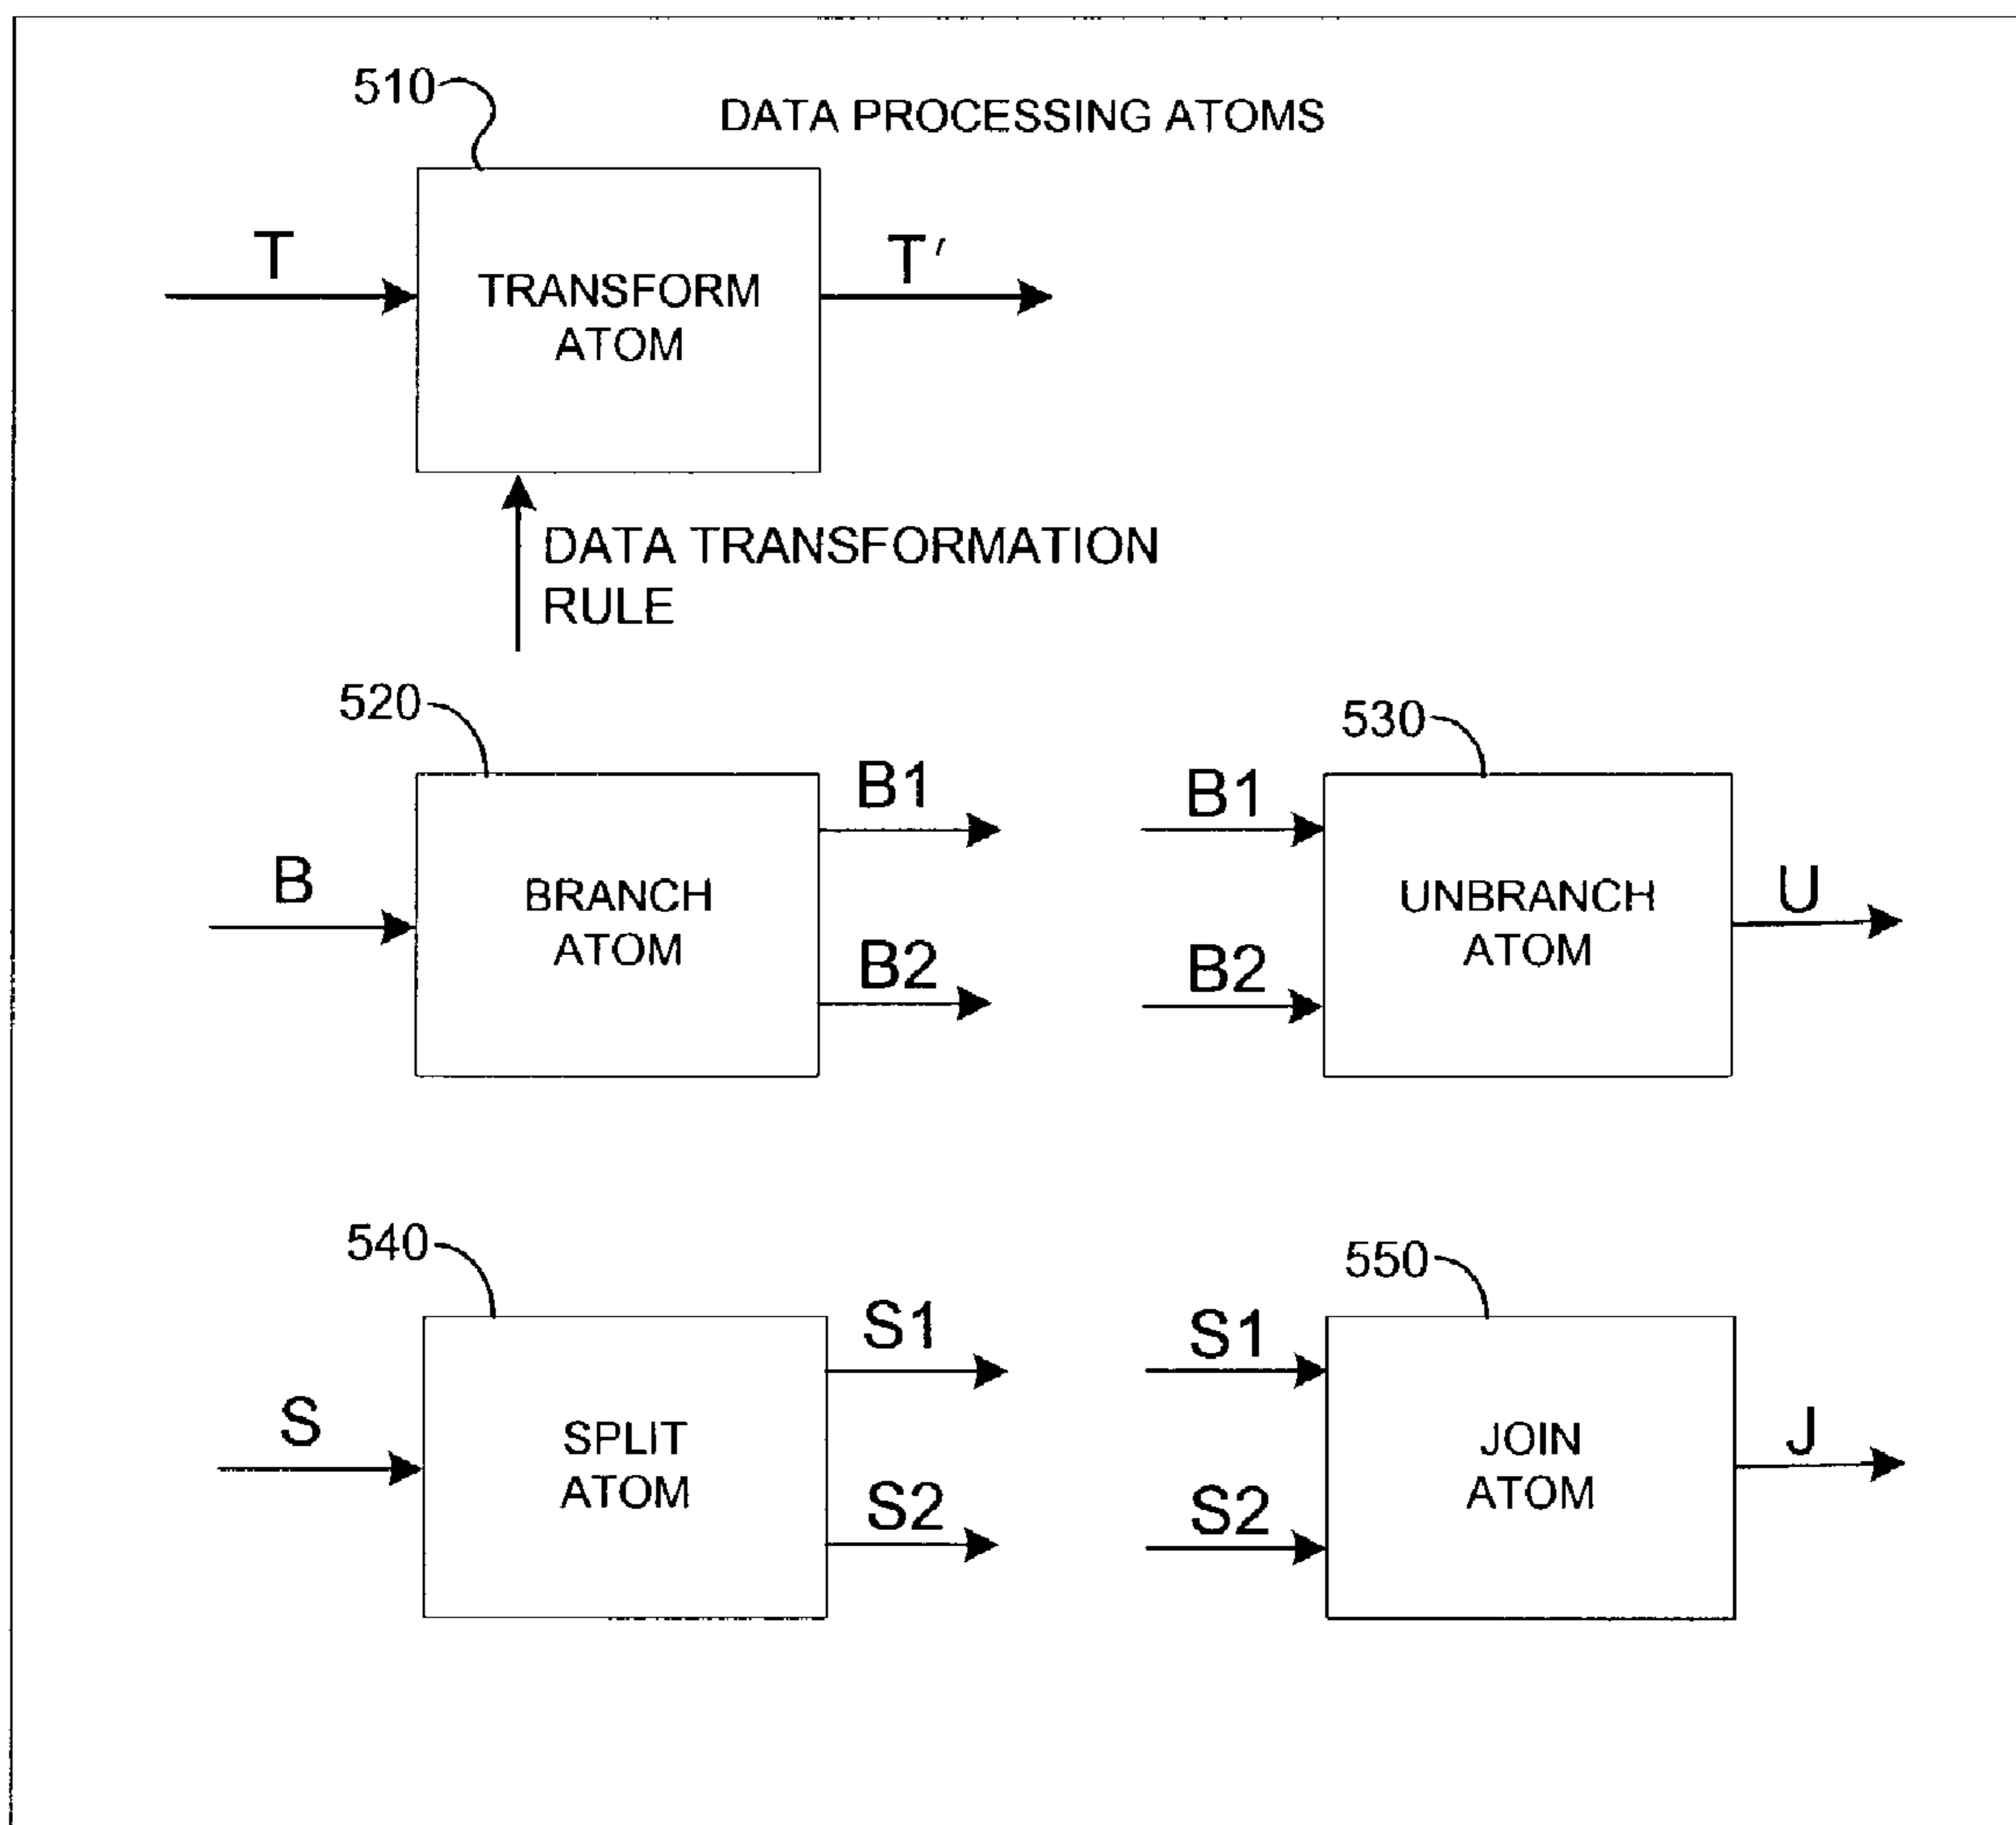 510
DATA PROCESSING ATOMS
T
T'
TRANSFORM
ATOM
DATA TRANSFORMATION
RULE
520
530
B
BRANCH
ATOM
B1
B2
B1
B2
UNBRANCH
ATOM
U
540
550
S
SPLIT
ATOM
S1
S2
S1
S2
JOIN
ATOM
J